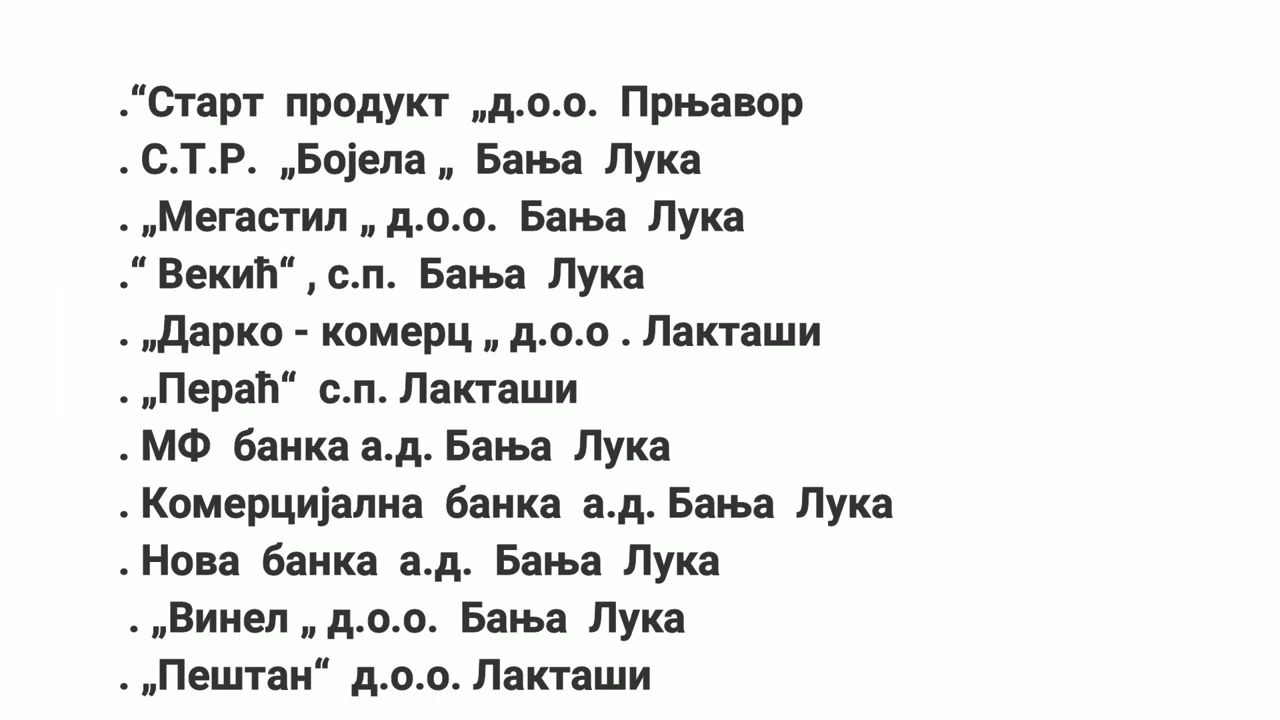 .“Старт продукт „д.о.о. Прњавор
. С.Т.Р. „Бојела „ Бања Лука
. „Мегастил „ д.о.о. Бања Лука
.“ Векић“ , с.п. Бања Лука
. „Дарко - комерц „ д.о.о . Лакташи
. „Пераћ“ с.п. Лакташи
. МФ банка а.д. Бања Лука
. Комерцијална банка а.д. Бања Лука
. Нова банка а.д. Бања Лука
. „Винел „ д.о.о. Бања Лука
. „Пештан“ д.о.о. Лакташи